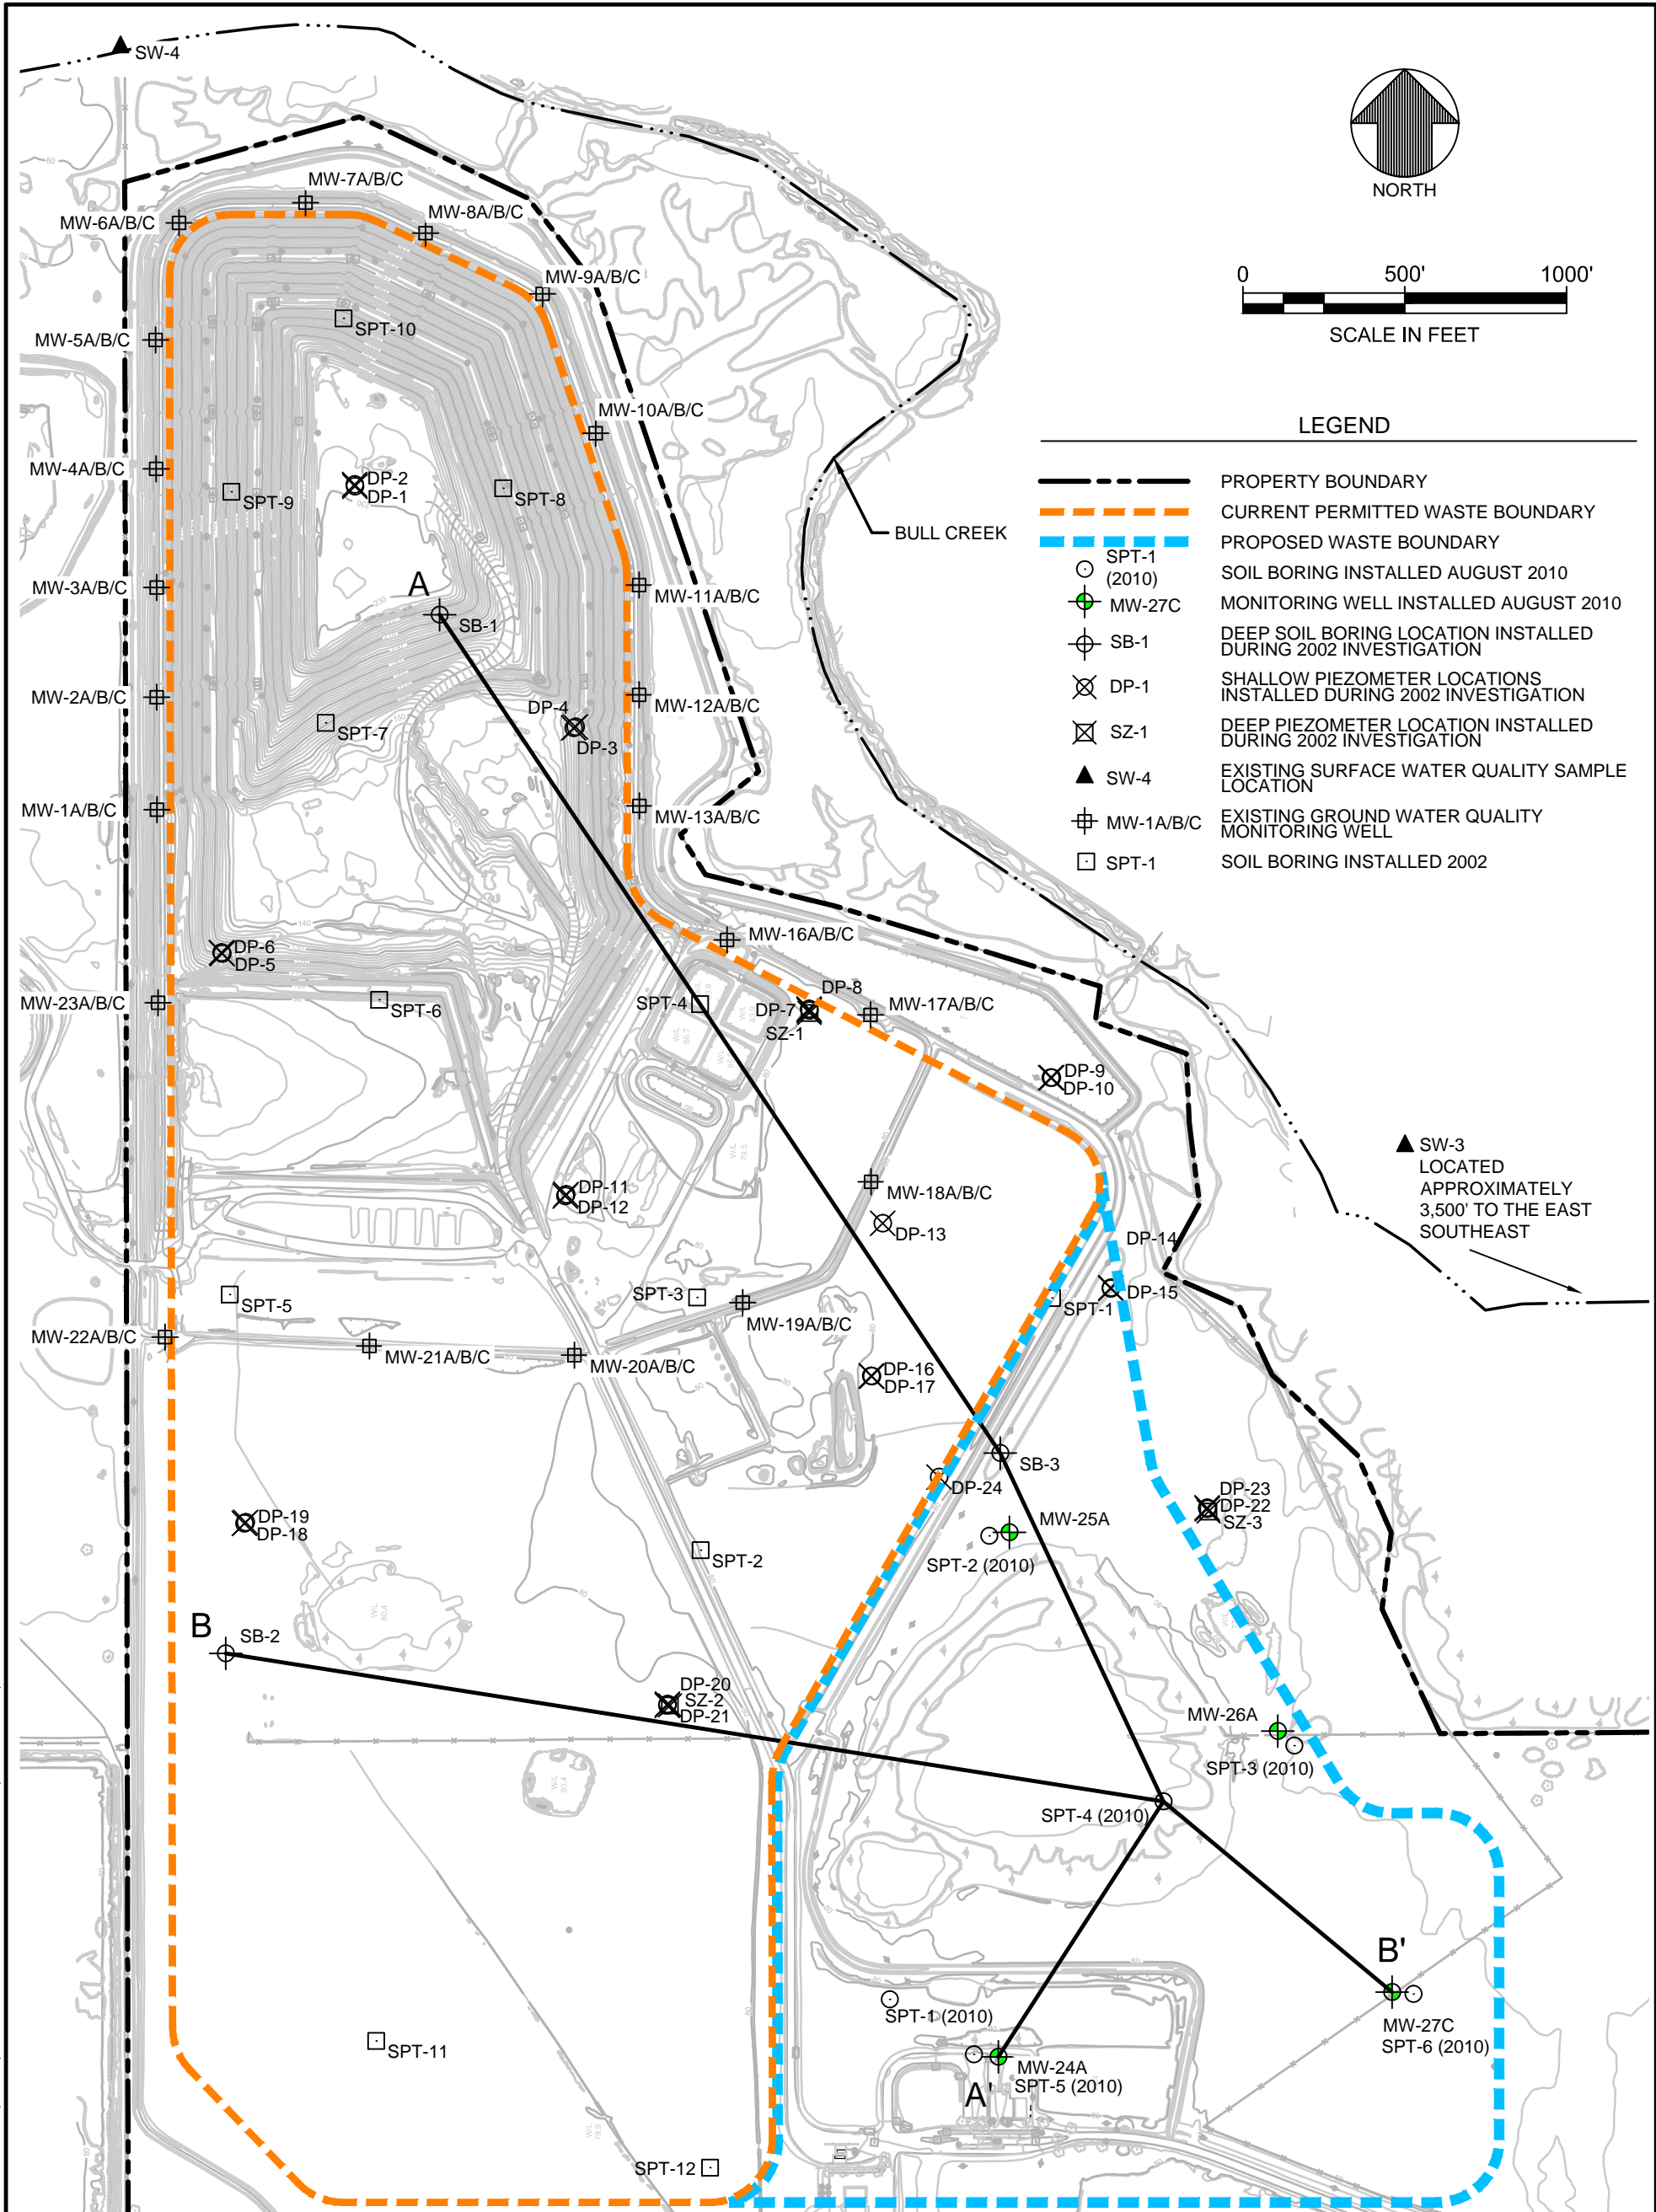 SW-4
NORTH
0 500' 1000'
SCALE IN FEET
LEGEND
PROPERTY BOUNDARY
CURRENT PERMITTED WASTE BOUNDARY
PROPOSED WASTE BOUNDARY
SPT-1
(2010)
SOIL BORING INSTALLED AUGUST 2010
MW-27C
MONITORING WELL INSTALLED AUGUST 2010
SB-1
DEEP SOIL BORING LOCATION INSTALLED
DURING 2002 INVESTIGATION
DP-1
SHALLOW PIEZOMETER LOCATIONS
INSTALLED DURING 2002 INVESTIGATION
SZ-1
DEEP PIEZOMETER LOCATION INSTALLED
DURING 2002 INVESTIGATION
SW-4
EXISTING SURFACE WATER QUALITY SAMPLE
LOCATION
MW-1A/B/C
EXISTING GROUND WATER QUALITY
MONITORING WELL
SPT-1
SOIL BORING INSTALLED 2002
MW-7A/B/C
MW-6A/B/C
MW-8A/B/C
MW-9A/B/C
SPT-10
MW-5A/B/C
MW-10A/B/C
MW-4A/B/C
DP-2
DP-1
SPT-9
SPT-8
BULL CREEK
A
230
MW-3A/B/C
MW-11A/B/C
SB-1
MW-2A/B/C
MW-12A/B/C
DP-4
DP-3
SPT-7
150
MW-1A/B/C
MW-13A/B/C
140
MW-16A/B/C
DP-6
DP-5
DP-8
MW-23A/B/C
SPT-6
SPT-4
DP-7
MW-17A/B/C
SZ-1
DP-9
DP-10
SW-3
LOCATED
APPROXIMATELY
3,500' TO THE EAST
SOUTHEAST
DP-11
DP-12
MW-18A/B/C
DP-13
DP-14
DP-15
SPT-5
SPT-3
SPT-1
MW-19A/B/C
MW-22A/B/C
MW-21A/B/C
MW-20A/B/C
DP-16
DP-17
SB-3
DP-24
DP-23
DP-22
SZ-3
DP-19
DP-18
MW-25A
SPT-2
SPT-2 (2010)
B
SB-2
DP-20
SZ-2
DP-21
MW-26A
SPT-3 (2010)
SPT-4 (2010)
B'
SPT-1 (2010)
MW-27C
SPT-6 (2010)
SPT-11
MW-24A
SPT-5 (2010)
A'
SPT-12